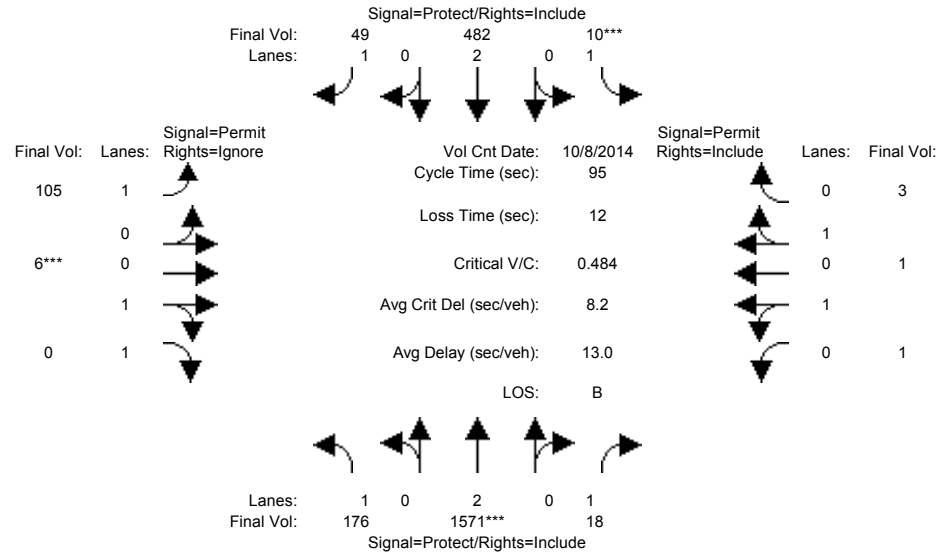 Signal=Protect/Rights=Include
Final Vol: 49 482 10***
Lanes: 1 0 2 0 1
Signal=Permit Signal=Permit
Final Vol: Lanes: Rights=Ignore Vol Cnt Date: 10/8/2014 Rights=Include Lanes: Final Vol:
Cycle Time (sec): 95
105 1 0 3
Loss Time (sec): 12
0 1
6*** 0 Critical V/C: 0.484 0 1
1 Avg Crit Del (sec/veh): 8.2 1
0 1 Avg Delay (sec/veh): 13.0 0 1
LOS: B
Lanes: 1 0 2 0 1
Final Vol: 176 1571*** 18
Signal=Protect/Rights=Include